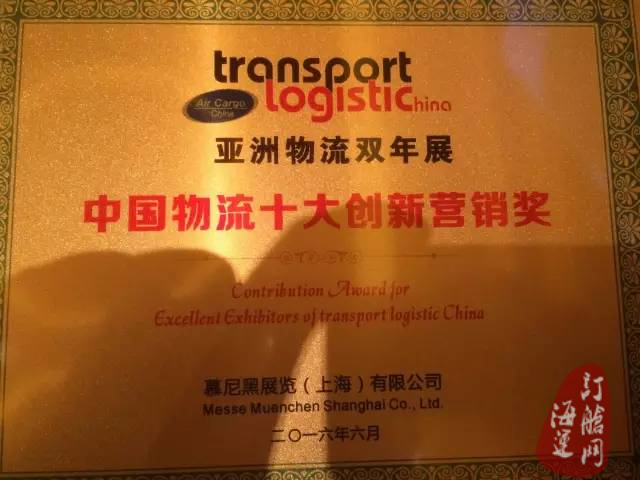 transport
Air Cargo
China
logistic China
亚洲物流双年展
中国物流十大创新营销奖
Contribution Award for
Excellent Exhibitors of transport logistic China
慕尼黑展览（上海）有限公司
Messe Muenchen Shanghai Co., Ltd.
二〇一六年六月
海运
订舱网